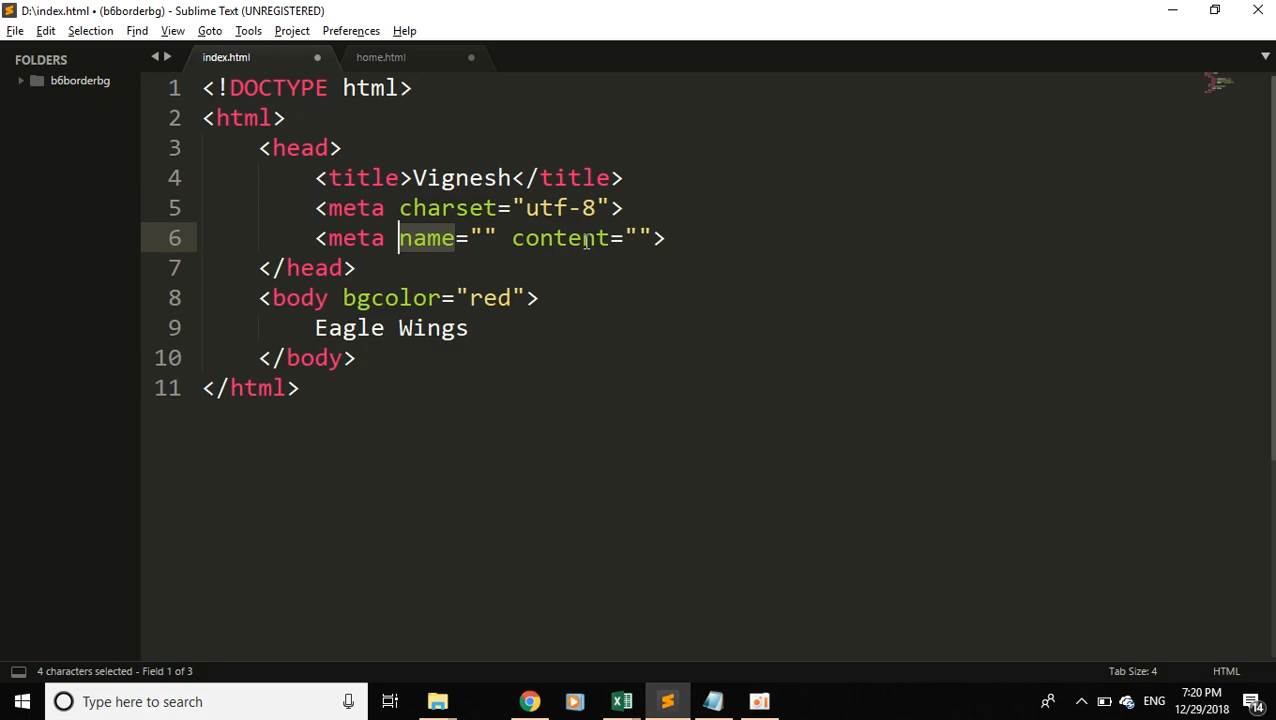 D:\index.html • (b6borderbg) - Sublime Text (UNREGISTERED)
File Edit Selection Find View Goto Tools Project Preferences Help
FOLDERS
b6borderbg
index.html
home.html
1 <!DOCTYPE html>
2 <html>
3 <head>
4 <title>Vignesh</title>
5 <meta charset="utf-8">
6 <meta name="" content="">
7 </head>
8 <body bgcolor="red">
9 Eagle Wings
10 </body>
11 </html>
4 characters selected - Field 1 of 3
Tab Size: 4
HTML
Type here to search
ENG
7:20 PM
12/29/2018
14